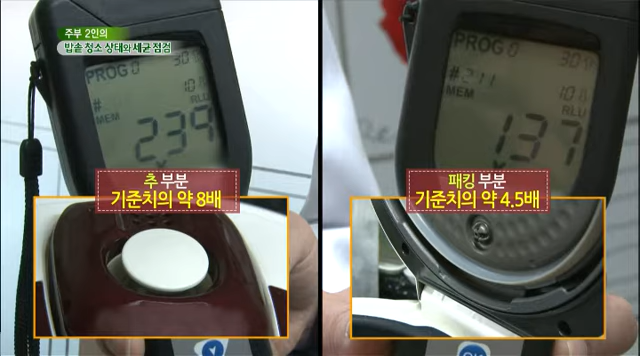 주부 2인의
밥솥 청소 상태와 세균 점검
PROG 0
30
10
#
RLU
MEM
239
추 부분
기준치의 약 8배
PROG 0
30
# 211
10
MEM
RLU
137
패킹 부분
기준치의 약 4.5배